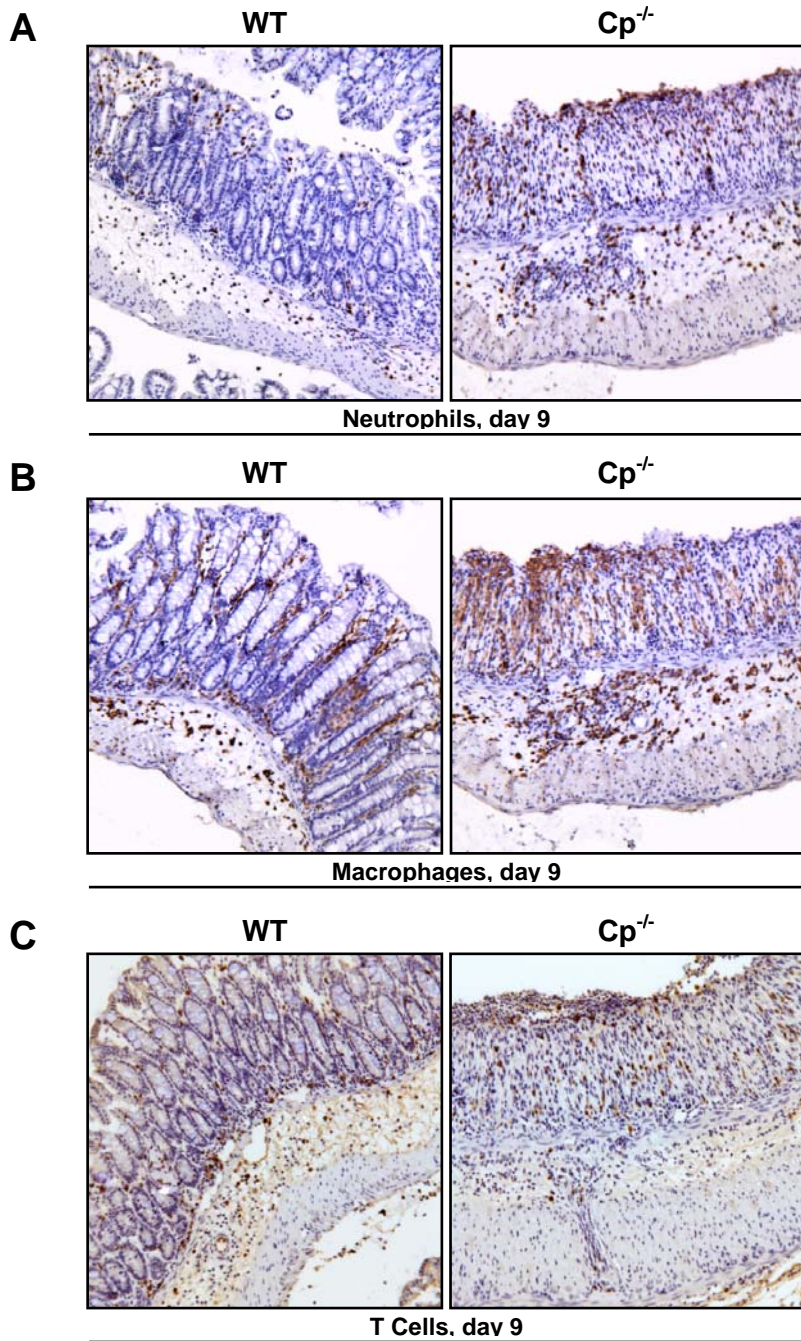 A
WT Cp-/-
Neutrophils, day 9
B
WT Cp-/-
Macrophages, day 9
C
WT Cp-/-
T Cells, day 9